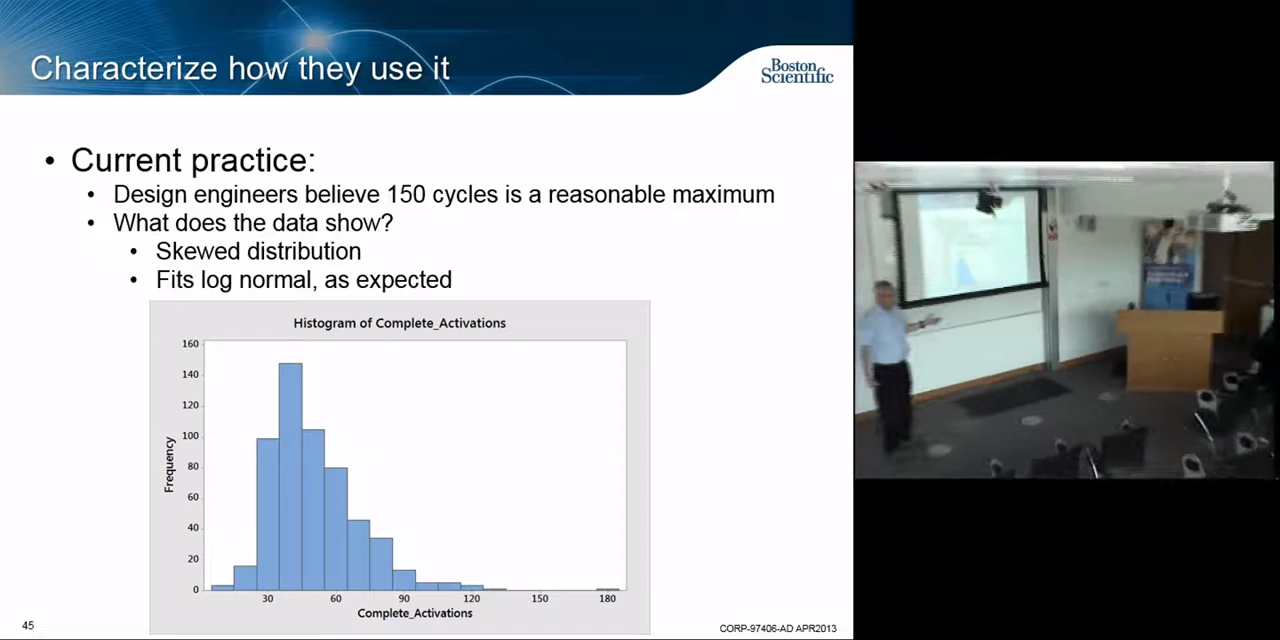 Characterize how they use it
Boston
Scientific
• Current practice:
• Design engineers believe 150 cycles is a reasonable maximum
• What does the data show?
• Skewed distribution
• Fits log normal, as expected
Histogram of Complete_Activations
160
140
120
100
80
60
40
20
0
Frequency
30 60 90 120 150 180
Complete_Activations
45
CORP-97406-AD APR2013